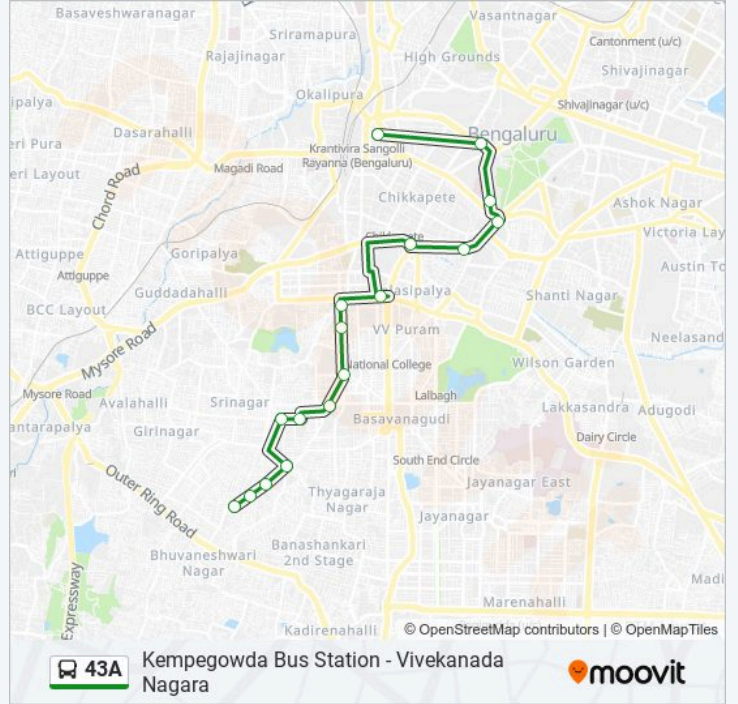 Basaveshwaranagar
Vasantnagar
Sriramapura
Cantonment (u/c)
Rajajinagar
High Grounds
Shivajinagar
Okalipura
ipalya
Shivajinagar (u/c)
Dasarahalli
Bengaluru
eri Pura
Krantivira Sangolli
Rayanna (Bengaluru)
Magadi Road
eri Layout
Chord Road
Chikkapete
Ashok Nagar
Victoria Lay
Attiguppe
Goripalya
Austin To
Attiguppe
Guddadahalli
asipalya
Shanti Nagar
BCC Layout
VV Puram
Neelasand
Mysore Road
National College
Wilson Garden
Mysore Road
Avalahalli
Srinagar
Lalbagh
Lakkasandra
Adugodi
antarapalya
Girinagar
Basavanagudi
Dairy Circle
South End Circle
Outer Ring Road
Thyagaraja
Nagar
Jayanagar East
Jayanagar
Bhuvaneshwari
Nagar
Banashankari
2nd Stage
Madi
Expressway
Marenahalli
Kadirenahalli
© OpenStreetMap contributors | © OpenMapTiles
43A
Kempegowda Bus Station - Vivekanada
Nagara
moovit